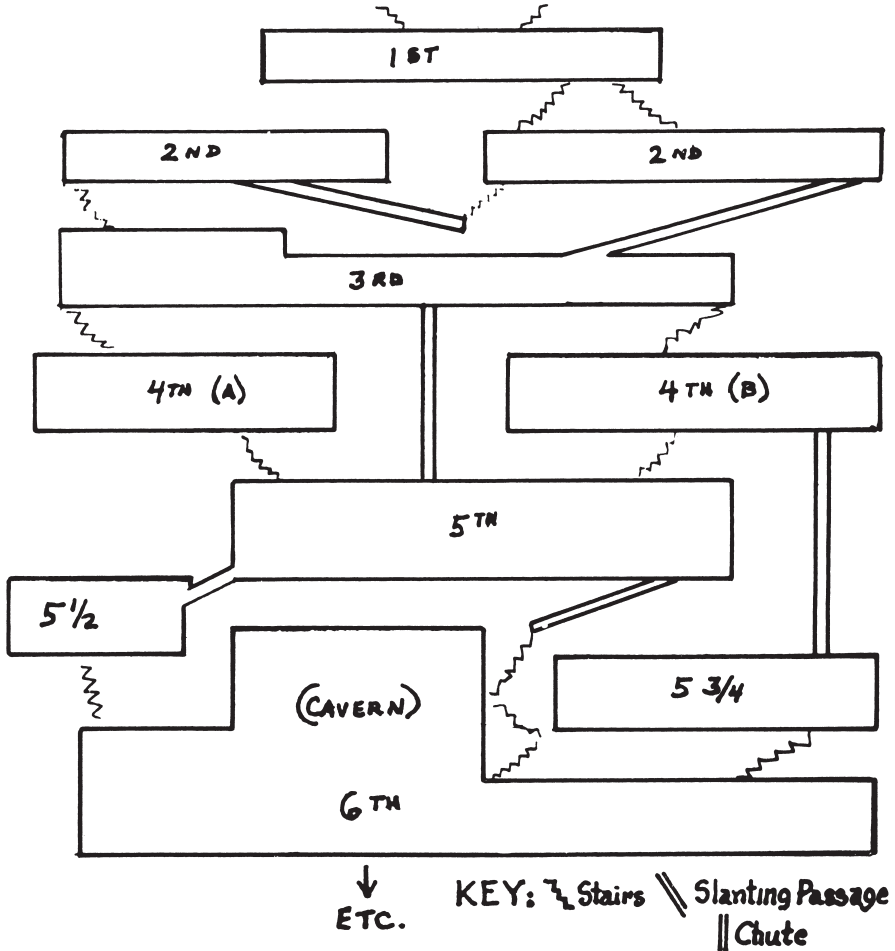 1ST
2ND
2ND
3RD
4TH (A)
4TH (B)
5TH
5 1/2
5 3/4
(CAVERN)
6TH
ETC.
KEY: Stairs Slanting Passage
Chute